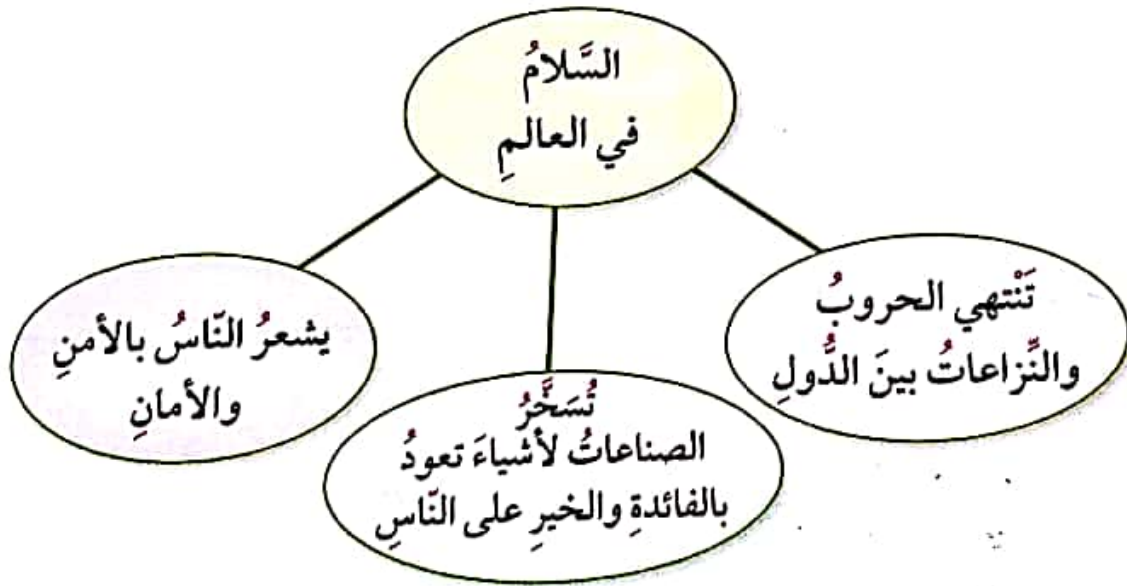 السَّلامُ
في العالمِ
تَنْتهي الحروبُ
والنِّزاعاتُ بينَ الدُّولِ
تُسَخَّرُ
الصناعاتُ لأشياءَ تعودُ
بالفائدةِ والخيرِ على النّاسِ
يشعرُ النّاسُ بالأمنِ
والأمانِ